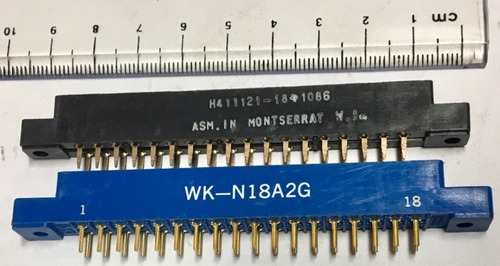 10 9 8 7 6 5 4 3 2 1 cm
H411121-18-1086
ASM.IN MONTSERRAT W.I.
WK-N18A2G
1 18